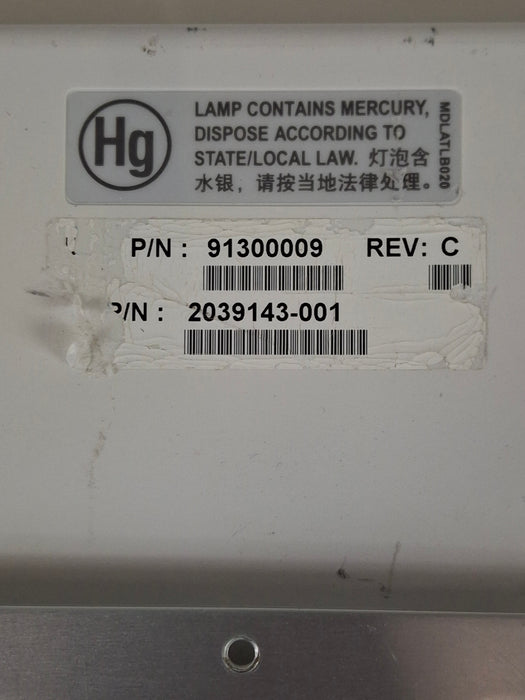 Hg
LAMP CONTAINS MERCURY,
DISPOSE ACCORDING TO
STATE/LOCAL LAW. 灯泡含
水银，请按当地法律处理。
MDLATLB020
P/N : 91300009 REV: C
P/N : 2039143-001